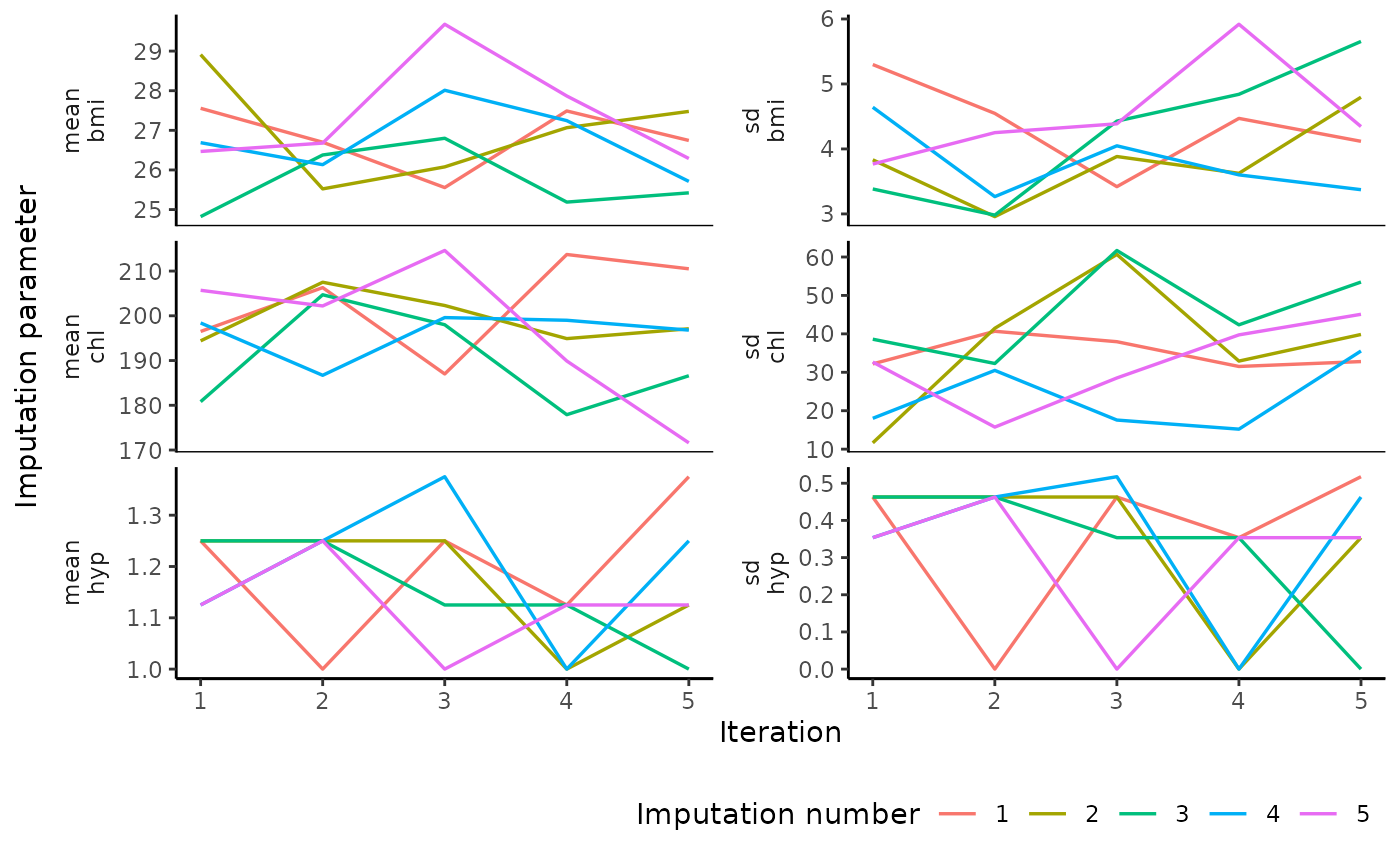 Imputation parameter
mean
bmi
29
28
27
26
25
sd
bmi
6
5
4
3
mean
chl
210
200
190
180
170
sd
chl
60
50
40
30
20
10
mean
hyp
1.3
1.2
1.1
1.0
sd
hyp
0.5
0.4
0.3
0.2
0.1
0.0
1 2 3 4 5
1 2 3 4 5
Iteration
Imputation number 1 2 3 4 5